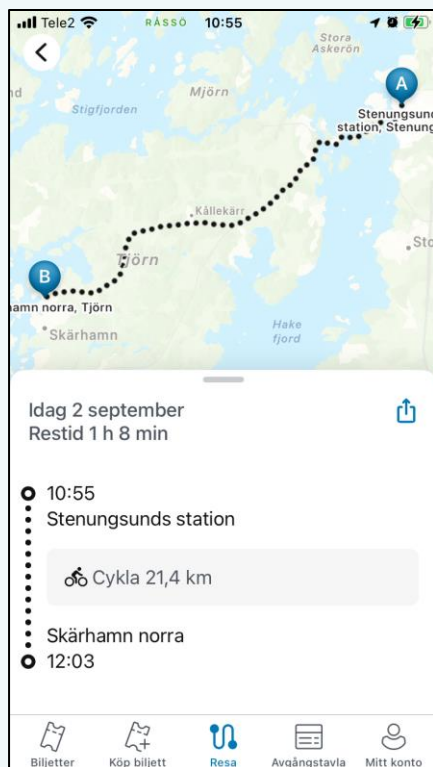 Tele2 RÅSSÖ 10:55
Stora
Askerön
A
Mjörn
Stigfjorden
Stenungsund
station, Stenung
Kållekärr
Sto
Tjörn
B
hamn norra, Tjörn
Skärhamn
Hake
fjord
Idag 2 september
Restid 1 h 8 min
10:55
Stenungsunds station
Cykla 21,4 km
Skärhamn norra
12:03
Biljetter Köp biljett Resa Avgångstavla Mitt konto